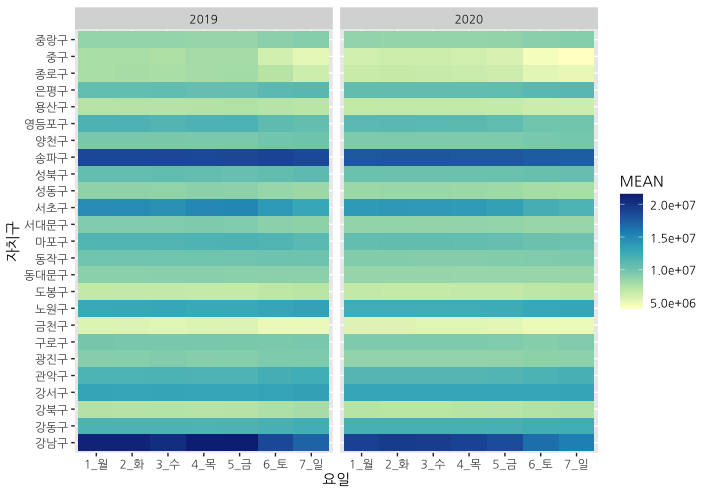 2019 2020
중랑구
중구
종로구
은평구
용산구
영등포구
양천구
송파구
성북구
성동구
서초구
서대문구
마포구
동작구
동대문구
도봉구
노원구
금천구
구로구
광진구
관악구
강서구
강북구
강동구
강남구
자치구
1_월 2_화 3_수 4_목 5_금 6_토 7_일 1_월 2_화 3_수 4_목 5_금 6_토 7_일
요일
MEAN
2.0e+07
1.5e+07
1.0e+07
5.0e+06